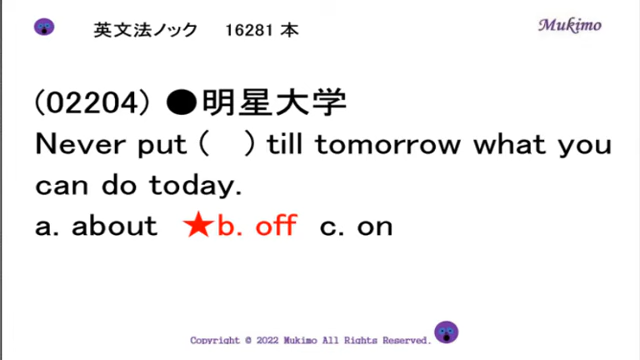 英文法ノック 16281 本
Mukimo
(02204) ●明星大学
Never put ( ) till tomorrow what you
can do today.
a. about ★b. off c. on
Copyright © 2022 Mukimo All Rights Reserved.